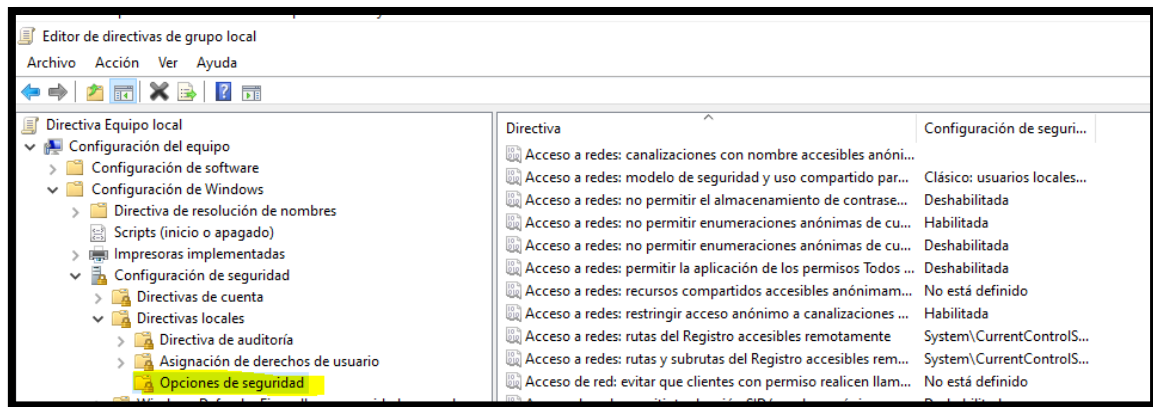 Editor de directivas de grupo local
Archivo Acción Ver Ayuda
Directiva Equipo local
Configuración del equipo
Configuración de software
Configuración de Windows
Directiva de resolución de nombres
Scripts (inicio o apagado)
Impresoras implementadas
Configuración de seguridad
Directivas de cuenta
Directivas locales
Directiva de auditoría
Asignación de derechos de usuario
Opciones de seguridad
Directiva Configuración de seguri...
Acceso a redes: canalizaciones con nombre accesibles anóni...
Acceso a redes: modelo de seguridad y uso compartido par... Clásico: usuarios locales...
Acceso a redes: no permitir el almacenamiento de contrase... Deshabilitada
Acceso a redes: no permitir enumeraciones anónimas de cu... Habilitada
Acceso a redes: no permitir enumeraciones anónimas de cu... Deshabilitada
Acceso a redes: permitir la aplicación de los permisos Todos ... Deshabilitada
Acceso a redes: recursos compartidos accesibles anónimam... No está definido
Acceso a redes: restringir acceso anónimo a canalizaciones ... Habilitada
Acceso a redes: rutas del Registro accesibles remotamente System\CurrentControlS...
Acceso a redes: rutas y subrutas del Registro accesibles rem... System\CurrentControlS...
Acceso de red: evitar que clientes con permiso realicen llam... No está definido